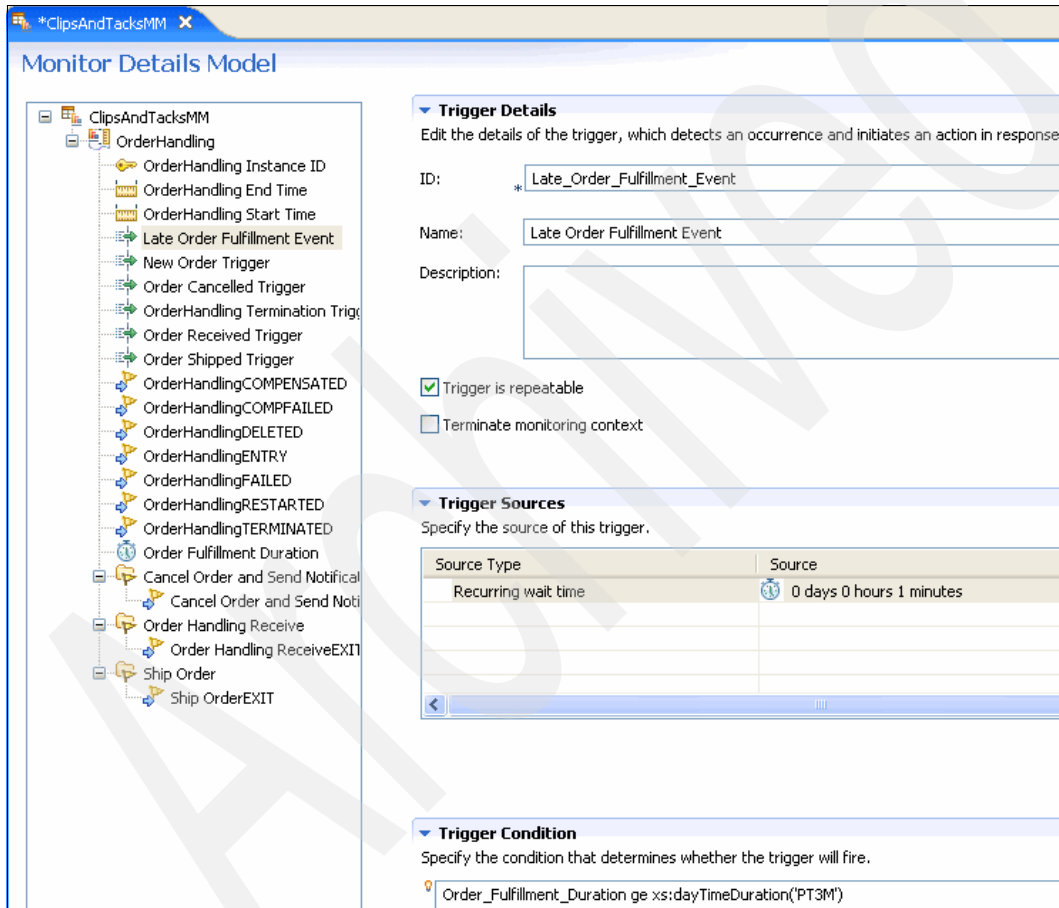 *ClipsAndTacksMM
Monitor Details Model
ClipsAndTacksMM
OrderHandling
OrderHandling Instance ID
OrderHandling End Time
OrderHandling Start Time
Late Order Fulfillment Event
New Order Trigger
Order Cancelled Trigger
OrderHandling Termination Trigg
Order Received Trigger
Order Shipped Trigger
OrderHandlingCOMPENSATED
OrderHandlingCOMPFAILED
OrderHandlingDELETED
OrderHandlingENTRY
OrderHandlingFAILED
OrderHandlingRESTARTED
OrderHandlingTERMINATED
Order Fulfillment Duration
Cancel Order and Send Notificat
Cancel Order and Send Noti
Order Handling Receive
Order Handling ReceiveEXIT
Ship Order
Ship OrderEXIT
Trigger Details
Edit the details of the trigger, which detects an occurrence and initiates an action in response
ID: * Late_Order_Fulfillment_Event
Name: Late Order Fulfillment Event
Description:
Trigger is repeatable
Terminate monitoring context
Trigger Sources
Specify the source of this trigger.
Source Type Source
Recurring wait time 0 days 0 hours 1 minutes
Trigger Condition
Specify the condition that determines whether the trigger will fire.
Order_Fulfillment_Duration ge xs:dayTimeDuration('PT3M')
Archived